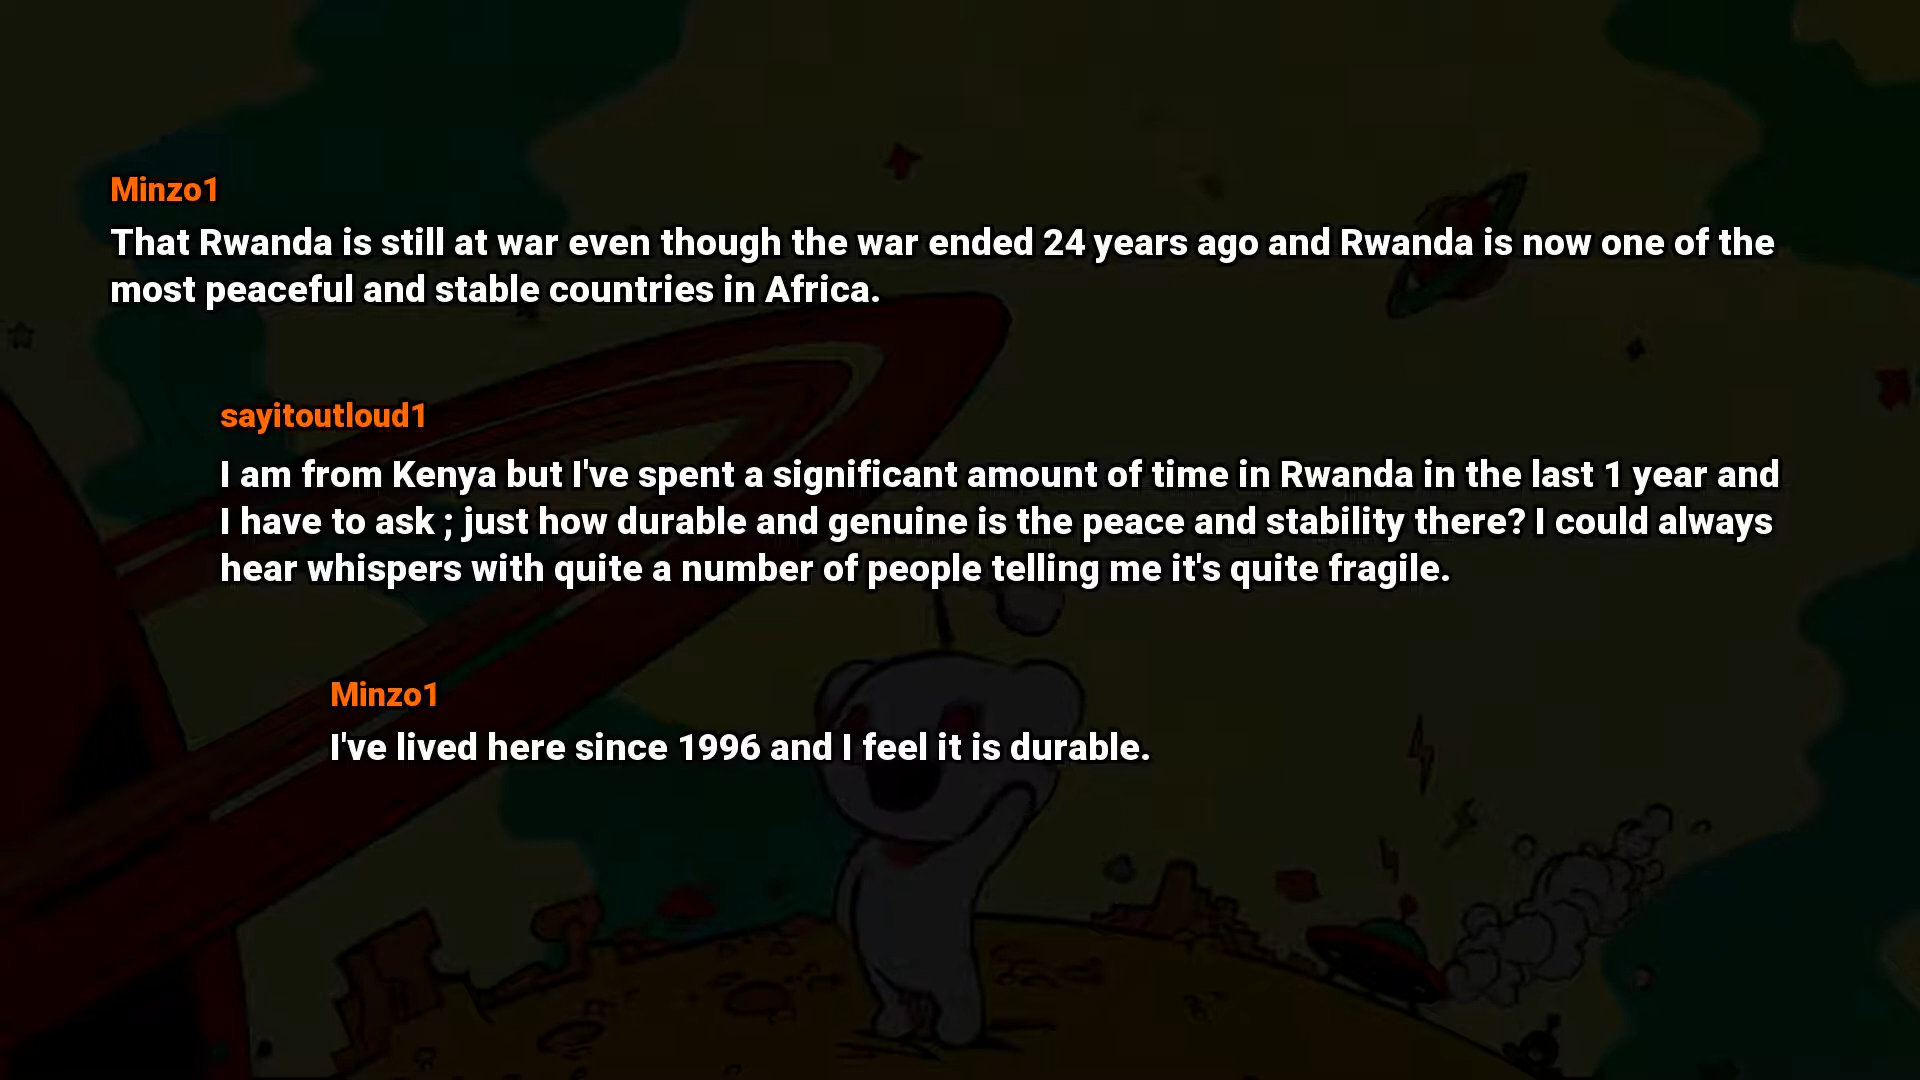 Minzo1
That Rwanda is still at war even though the war ended 24 years ago and Rwanda is now one of the
most peaceful and stable countries in Africa.
sayitoutloud1
I am from Kenya but I've spent a significant amount of time in Rwanda in the last 1 year and
I have to ask ; just how durable and genuine is the peace and stability there? I could always
hear whispers with quite a number of people telling me it's quite fragile.
Minzo1
I've lived here since 1996 and I feel it is durable.